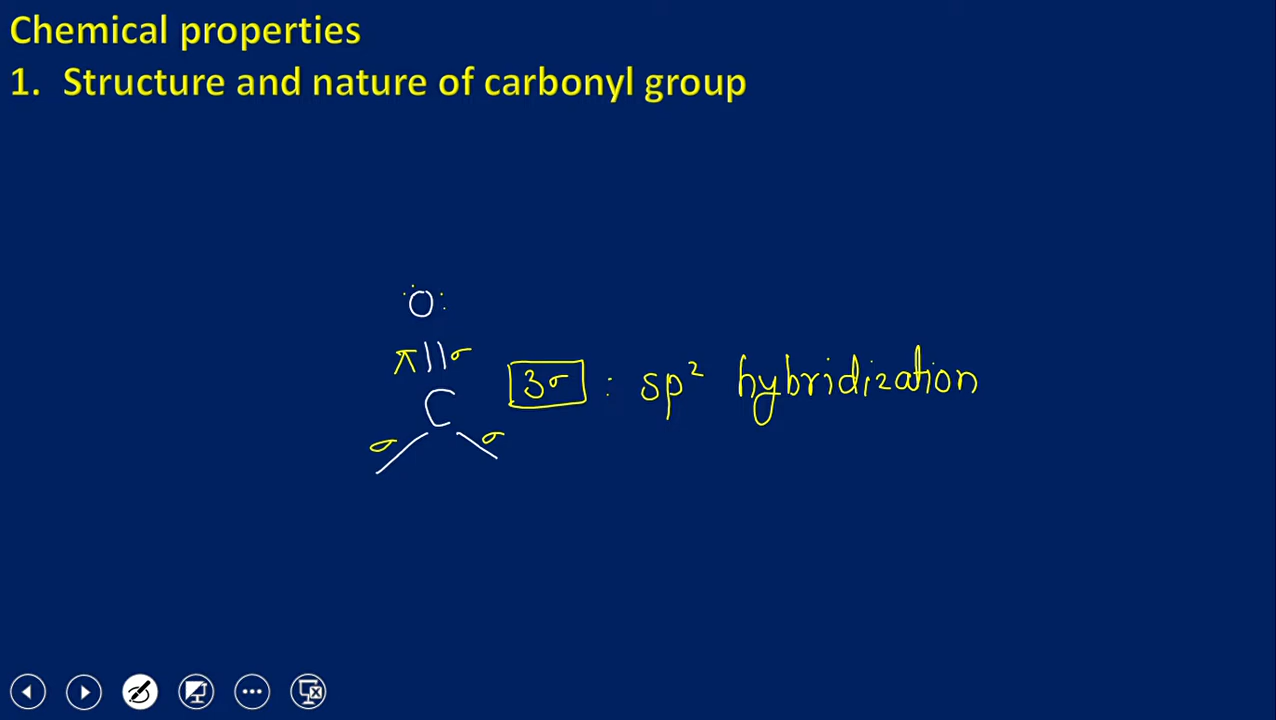 Chemical properties
1. Structure and nature of carbonyl group
:Ö:
π || σ
C
3σ : sp² hybridization
σ σ